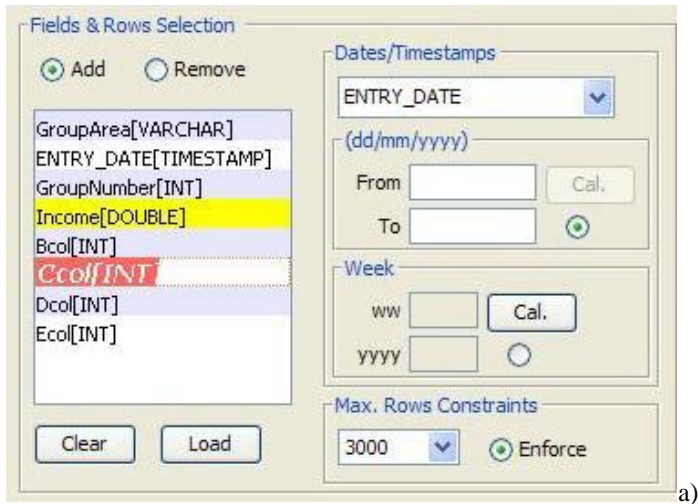 Fields & Rows Selection
Add Remove
GroupArea[VARCHAR]
ENTRY_DATE[TIMESTAMP]
GroupNumber[INT]
Income[DOUBLE]
Bcol[INT]
Ccol[INT]
Dcol[INT]
Ecol[INT]
Clear Load
Dates/Timestamps
ENTRY_DATE
(dd/mm/yyyy)
From Cal.
To
Week
ww Cal.
yyyy
Max. Rows Constraints
3000 Enforce
a)